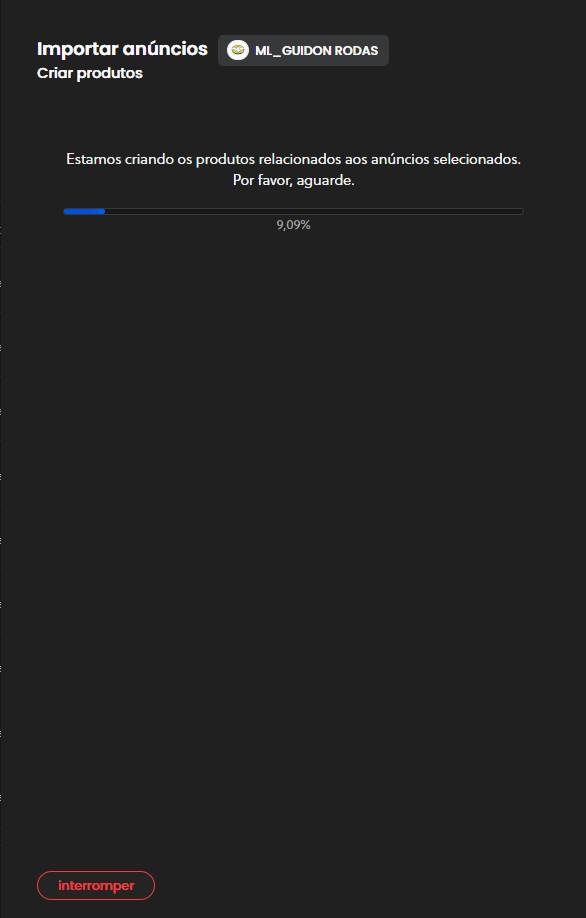 Importar anúncios
ML_GUIDON RODAS
Criar produtos
Estamos criando os produtos relacionados aos anúncios selecionados.
Por favor, aguarde.
9,09%
interromper